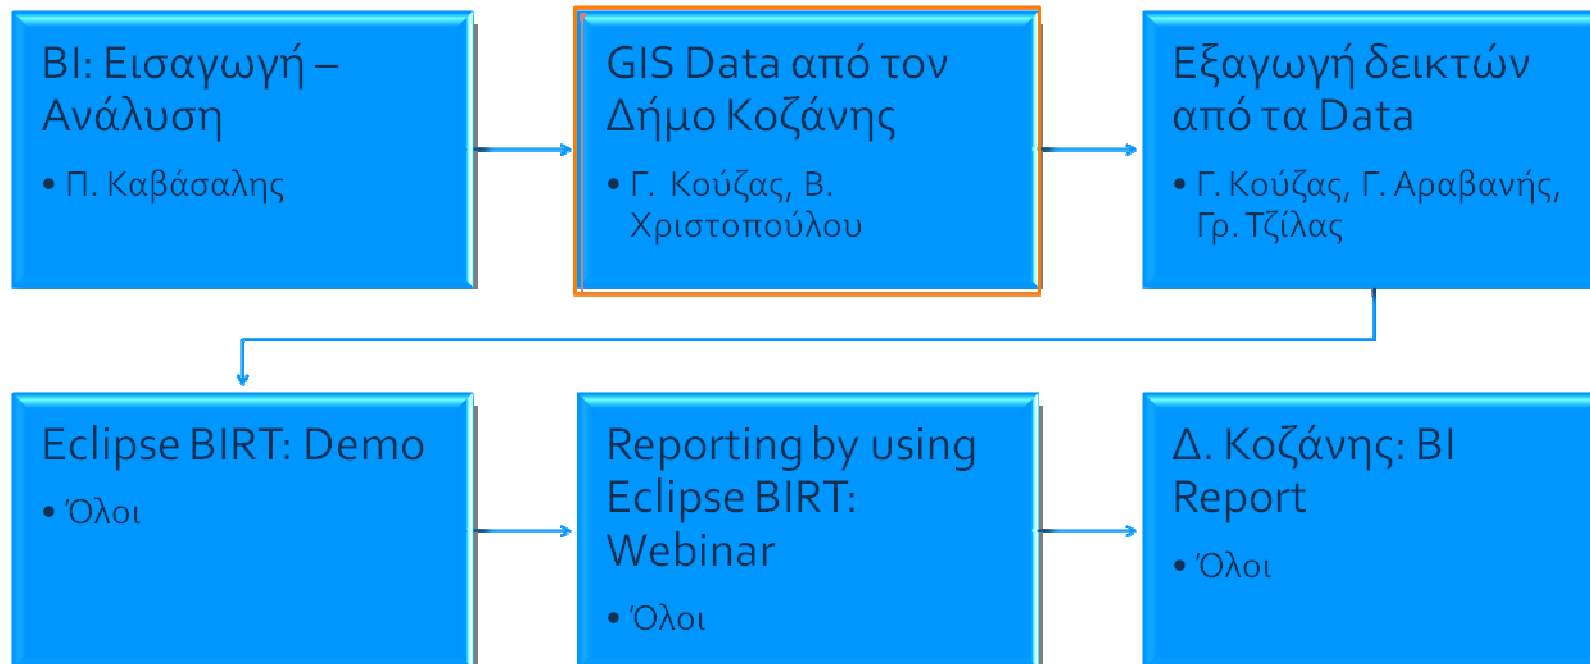 BI: Εισαγωγή –
Ανάλυση
• Π. Καβάσαλης
GIS Data από τον
Δήμο Κοζάνης
• Γ. Κούζας, Β.
Χριστοπούλου
Εξαγωγή δεικτών
από τα Data
• Γ. Κούζας, Γ. Αραβανής,
Γρ. Τζίλας
Eclipse BIRT: Demo
• Όλοι
Reporting by using
Eclipse BIRT:
Webinar
• Όλοι
Δ. Κοζάνης: BI
Report
• Όλοι